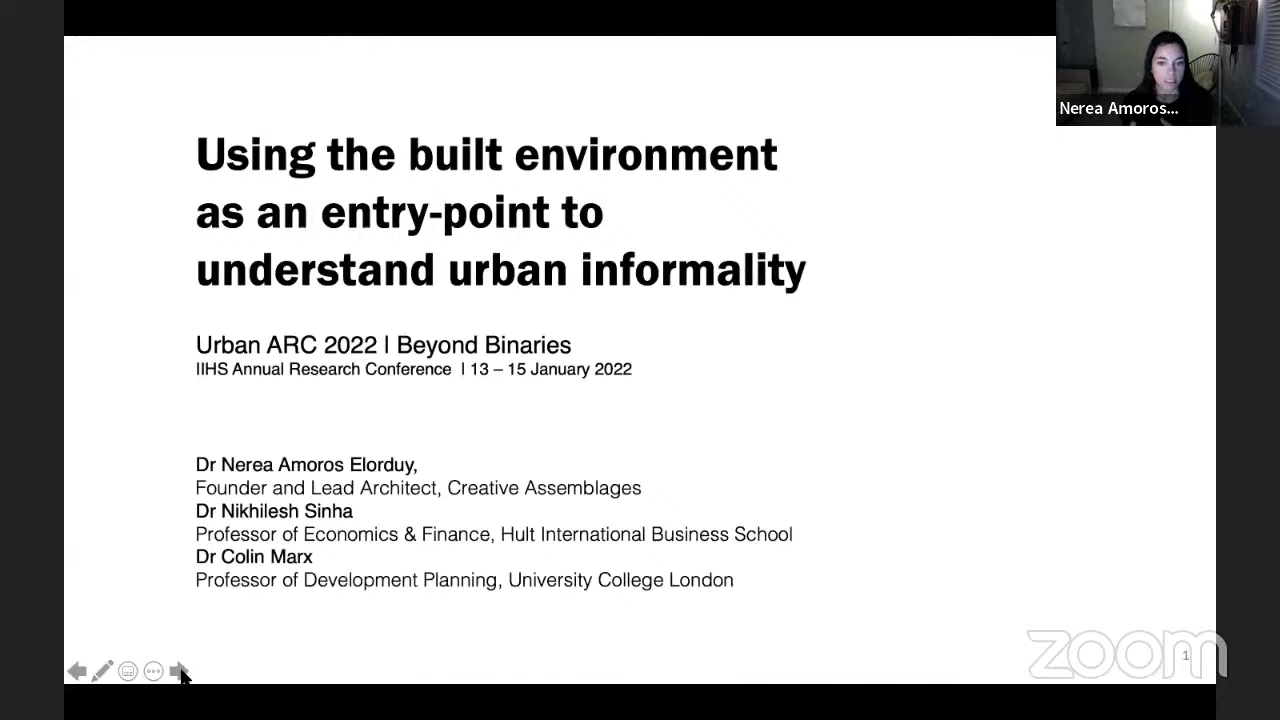 Nerea Amoros...
Using the built environment
as an entry-point to
understand urban informality
Urban ARC 2022 | Beyond Binaries
IIHS Annual Research Conference | 13 – 15 January 2022
Dr Nerea Amoros Elorduy,
Founder and Lead Architect, Creative Assemblages
Dr Nikhilesh Sinha
Professor of Economics & Finance, Hult International Business School
Dr Colin Marx
Professor of Development Planning, University College London
zoom
1